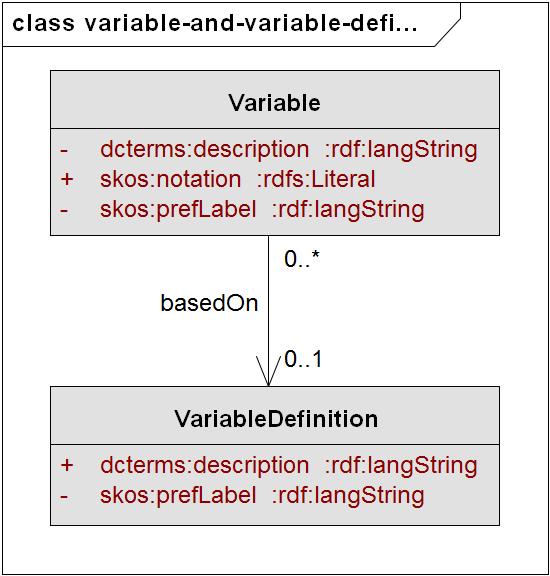 class variable-and-variable-defi...
Variable
- dcterms:description :rdf:langString
+ skos:notation :rdfs:Literal
- skos:prefLabel :rdf:langString
0..*
basedOn
0..1
VariableDefinition
+ dcterms:description :rdf:langString
- skos:prefLabel :rdf:langString